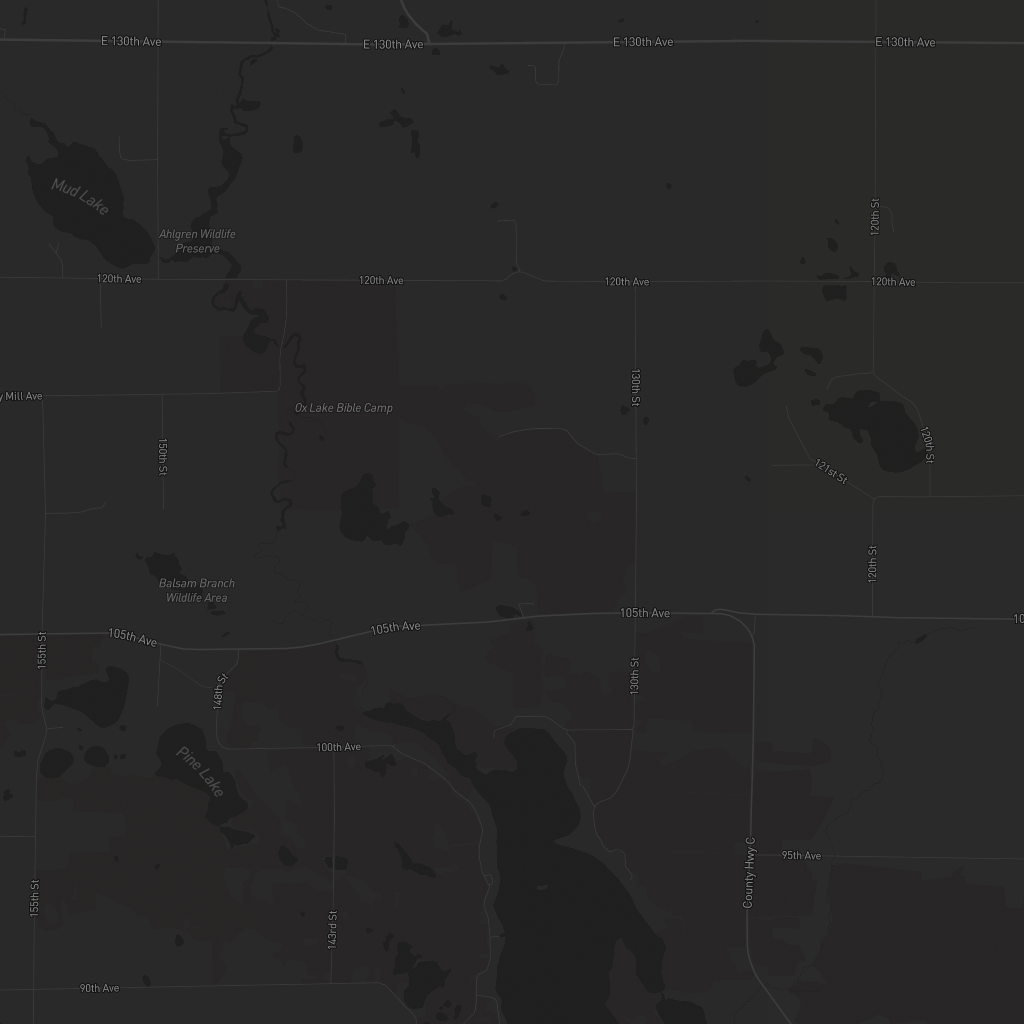 E 130th Ave
E 130th Ave
E 130th Ave
E 130th Ave
Mud Lake
120th St
Ahlgren Wildlife
Preserve
120th Ave
120th Ave
120th Ave
120th Ave
130th St
y Mill Ave
Ox Lake Bible Camp
150th St
120th St
121st St
120th St
Balsam Branch
Wildlife Area
105th Ave
105th Ave
105th Ave
10
155th St
130th St
148th St
100th Ave
Pine Lake
95th Ave
County Hwy C
155th St
143rd St
90th Ave